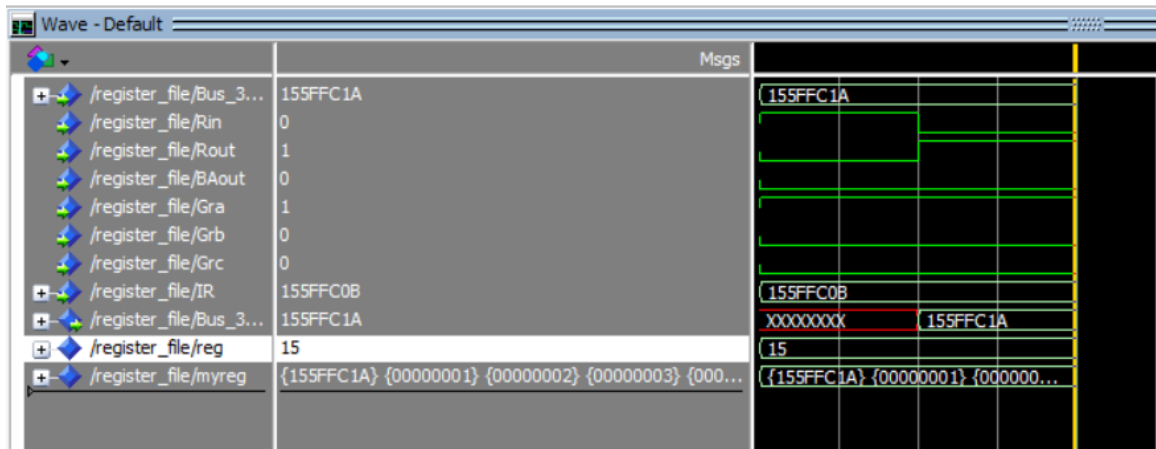 Wave - Default
Msgs
/register_file/Bus_3... 155FFC1A 155FFC1A
/register_file/Rin 0
/register_file/Rout 1
/register_file/BAout 0
/register_file/Gra 1
/register_file/Grb 0
/register_file/Grc 0
/register_file/IR 155FFC0B 155FFC0B
/register_file/Bus_3... 155FFC1A XXXXXXXX 155FFC1A
/register_file/reg 15 15
/register_file/myreg {155FFC1A} {00000001} {00000002} {00000003} {000... {155FFC1A} {00000001} {000000...